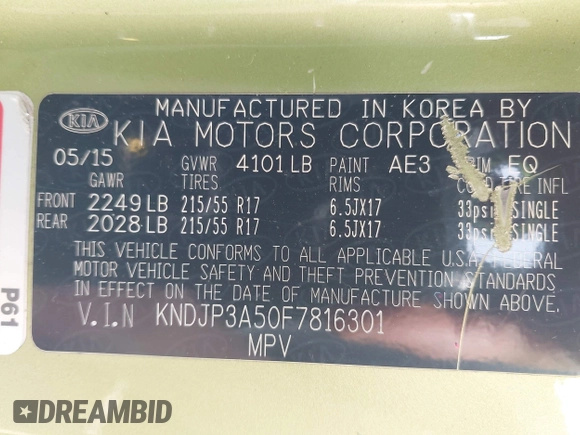 MANUFACTURED IN KOREA BY
KIA KIA MOTORS CORPORATION
05/15 GVWR 4101 LB PAINT AE3 TRIM EQ
GAWR TIRES RIMS COLD TIRE INFL
FRONT 2249 LB 215/55 R17 6.5JX17 33psi SINGLE
REAR 2028 LB 215/55 R17 6.5JX17 33psi SINGLE
THIS VEHICLE CONFORMS TO ALL APPLICABLE U.S.A. FEDERAL
MOTOR VEHICLE SAFETY AND THEFT PREVENTION STANDARDS
IN EFFECT ON THE DATE OF MANUFACTURE SHOWN ABOVE.
V.I.N KNDJP3A50F7816301
MPV
P61
DREAMBID